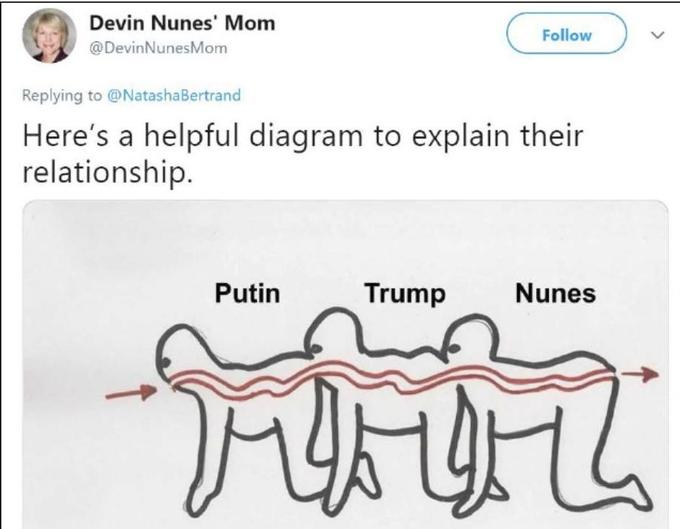 Devin Nunes' Mom
@DevinNunesMom
Follow
Replying to @NatashaBertrand
Here's a helpful diagram to explain their
relationship.
Putin Trump Nunes